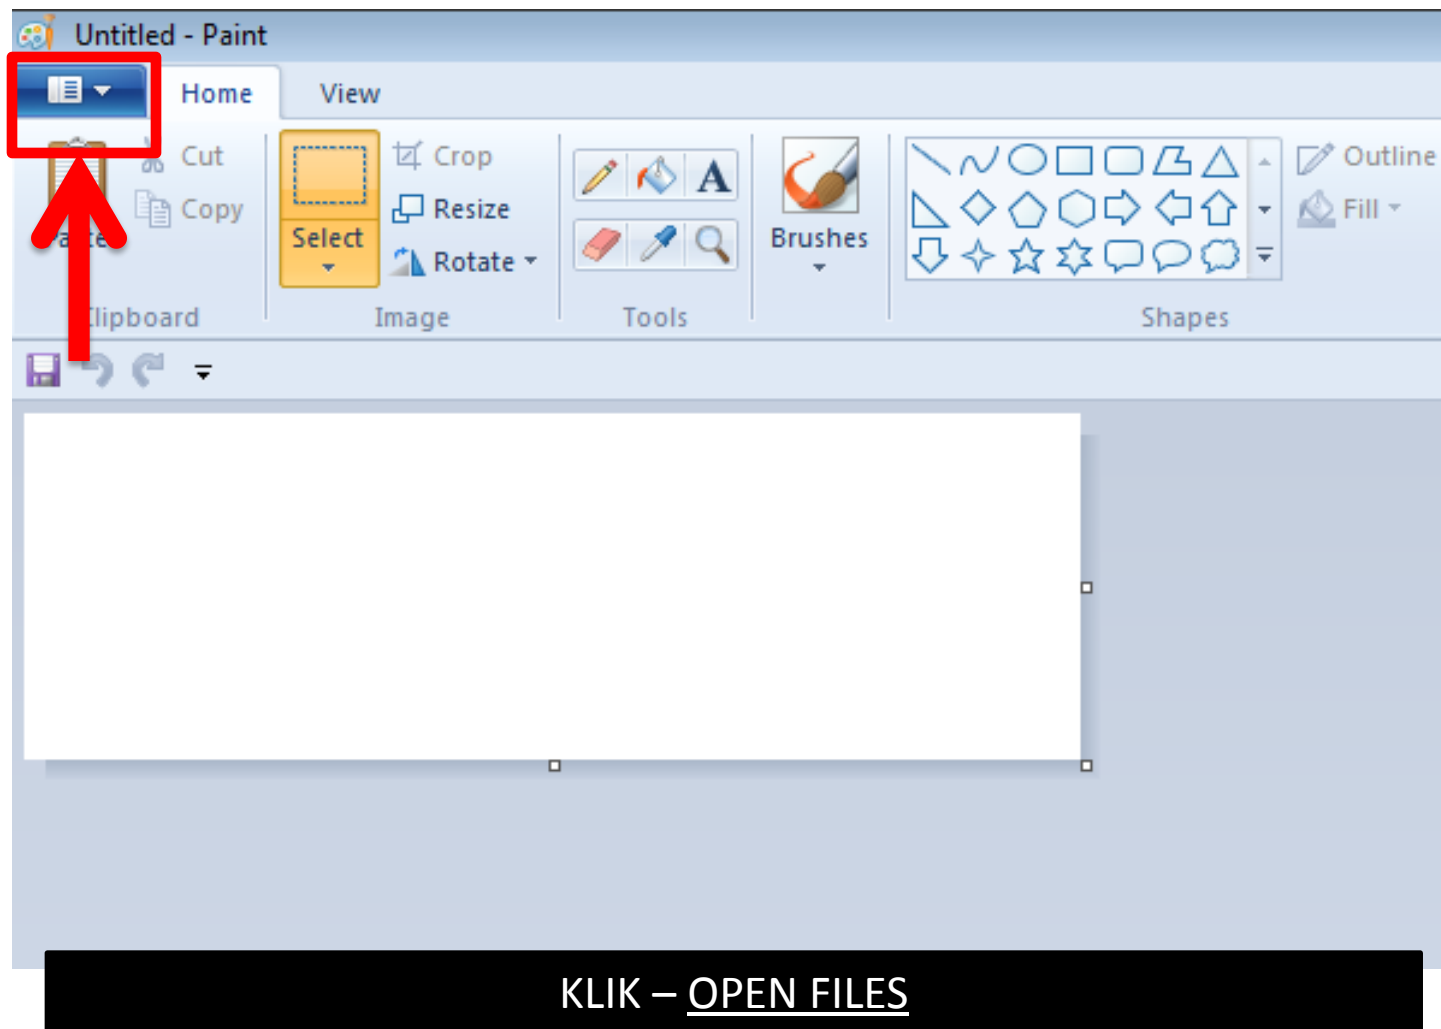 Untitled - Paint
Home View
Cut
Copy
Select
Crop
Resize
Rotate
A
Brushes
Outline
Fill
Image
Tools
Shapes
KLIK – OPEN FILES